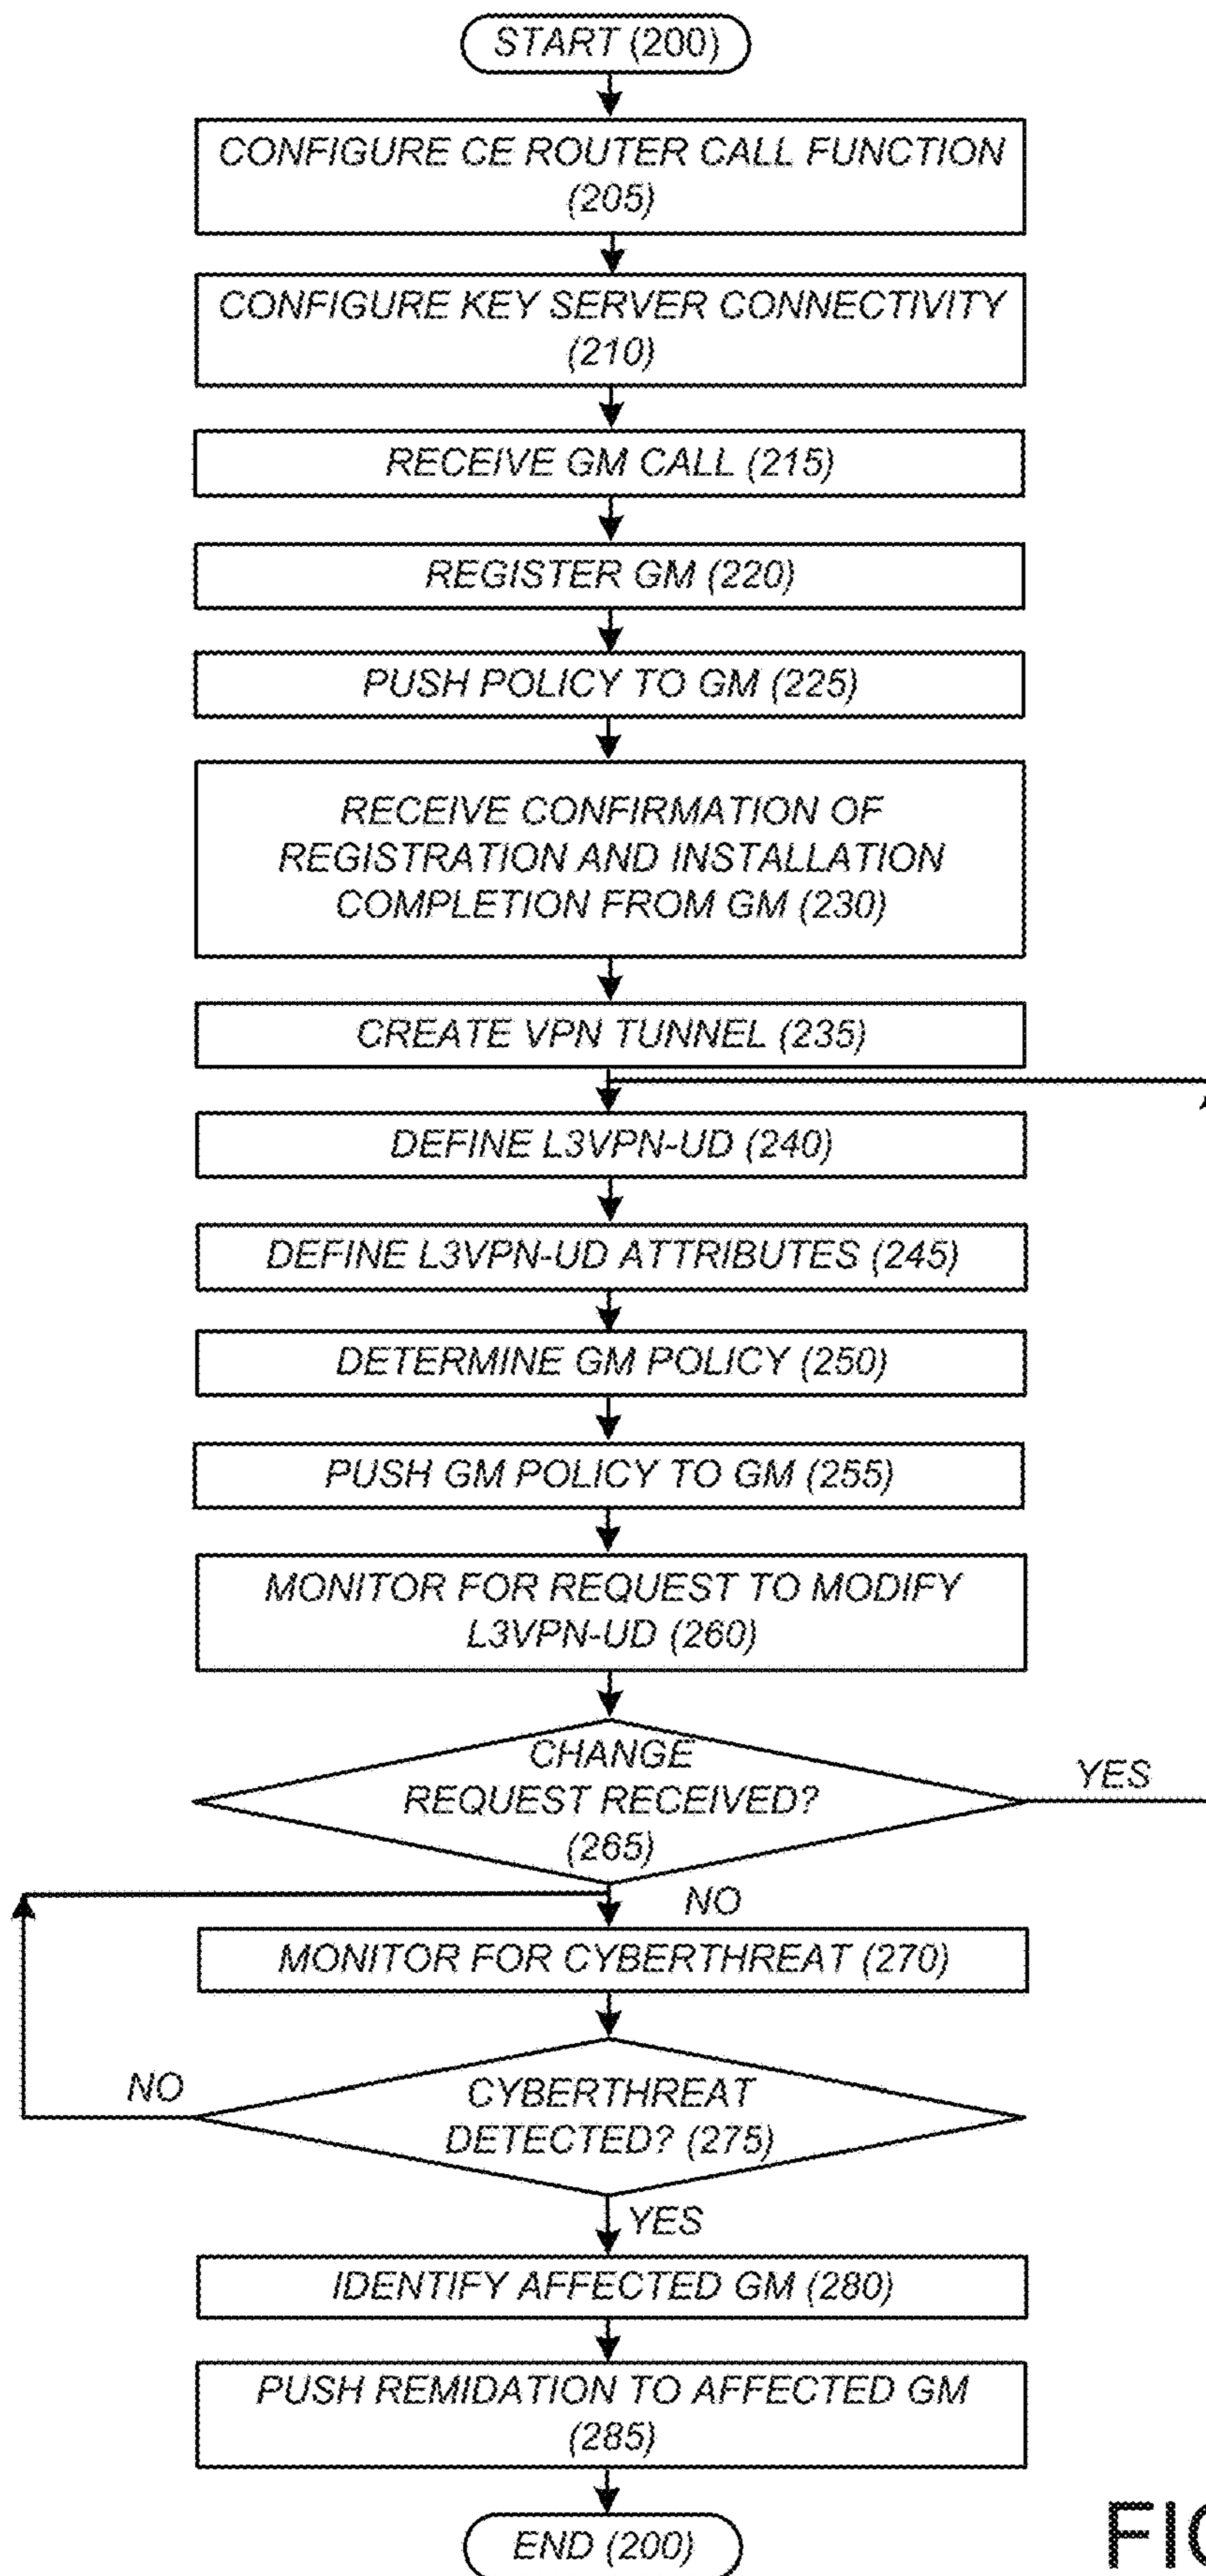 START (200)
CONFIGURE CE ROUTER CALL FUNCTION
(205)
CONFIGURE KEY SERVER CONNECTIVITY
(210)
RECEIVE GM CALL (215)
REGISTER GM (220)
PUSH POLICY TO GM (225)
RECEIVE CONFIRMATION OF
REGISTRATION AND INSTALLATION
COMPLETION FROM GM (230)
CREATE VPN TUNNEL (235)
DEFINE L3VPN-UD (240)
DEFINE L3VPN-UD ATTRIBUTES (245)
DETERMINE GM POLICY (250)
PUSH GM POLICY TO GM (255)
MONITOR FOR REQUEST TO MODIFY
L3VPN-UD (260)
CHANGE
REQUEST RECEIVED?
(265)
YES
NO
MONITOR FOR CYBERTHREAT (270)
NO
CYBERTHREAT
DETECTED? (275)
YES
IDENTIFY AFFECTED GM (280)
PUSH REMIDATION TO AFFECTED GM
(285)
END (200)